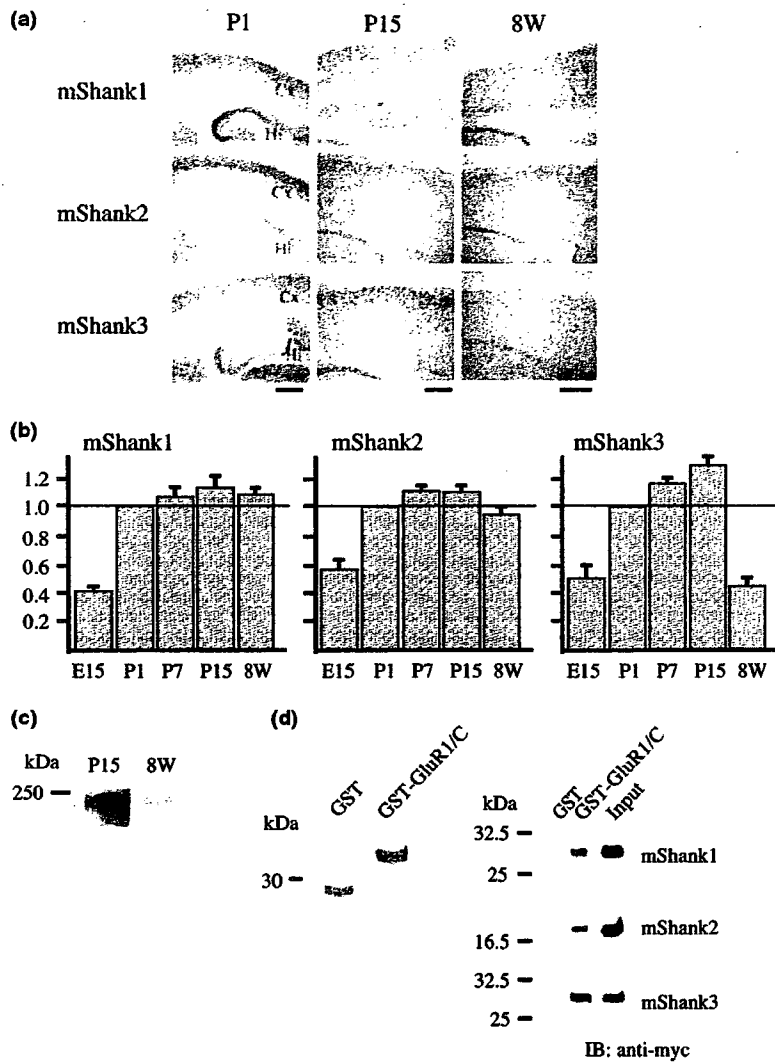 (a)
P1 P15 8W
mShank1
Cx
Hi
mShank2
Cx
Hi
mShank3
Cx
(b)
mShank1 mShank2 mShank3
1.2
1.0
0.8
0.6
0.4
0.2
E15 P1 P7 P15 8W E15 P1 P7 P15 8W E15 P1 P7 P15 8W
(c)
kDa P15 8W
250
(d)
kDa GST GST-GluR1/C
30
kDa GST GST-GluR1/C Input
32.5
mShank1
25
mShank2
16.5
32.5
mShank3
25
IB: anti-myc